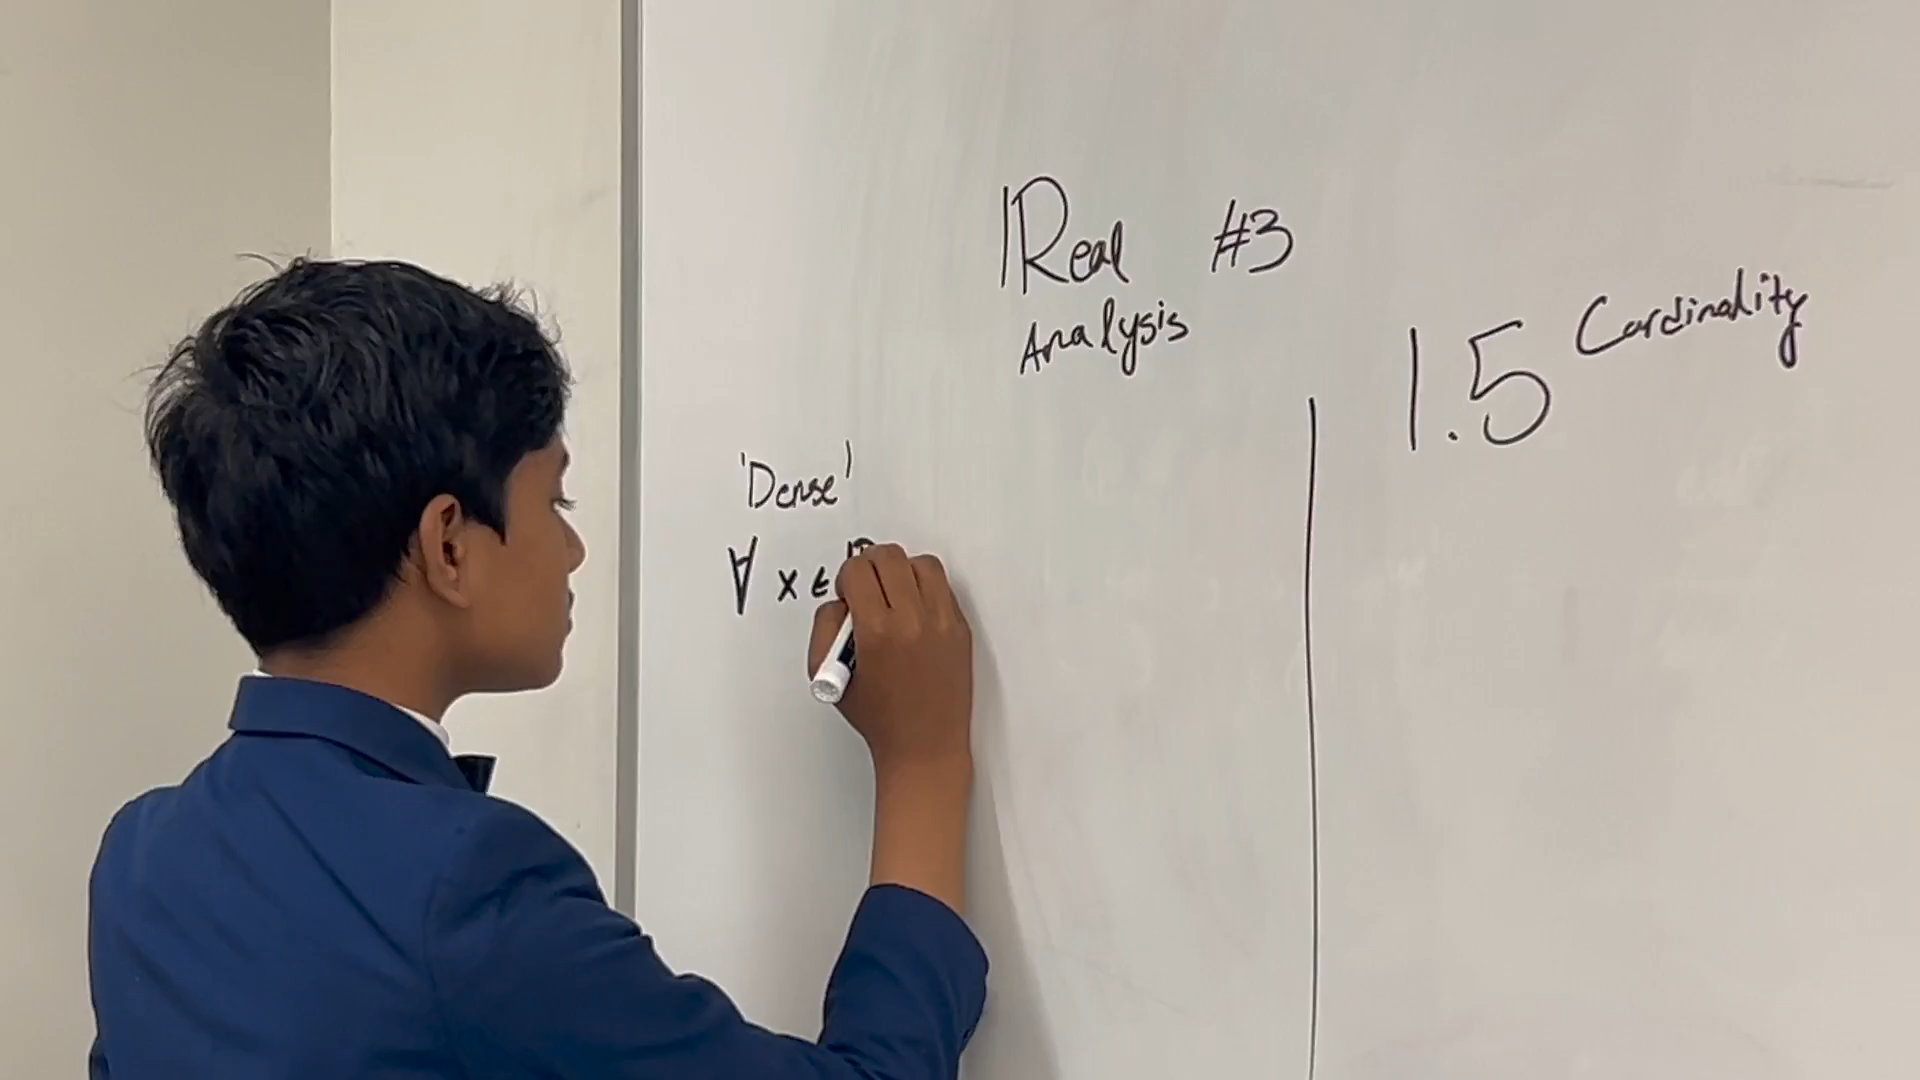 Real #3
Analysis
1.5 Cardinality
'Dense'
∀ x ∈